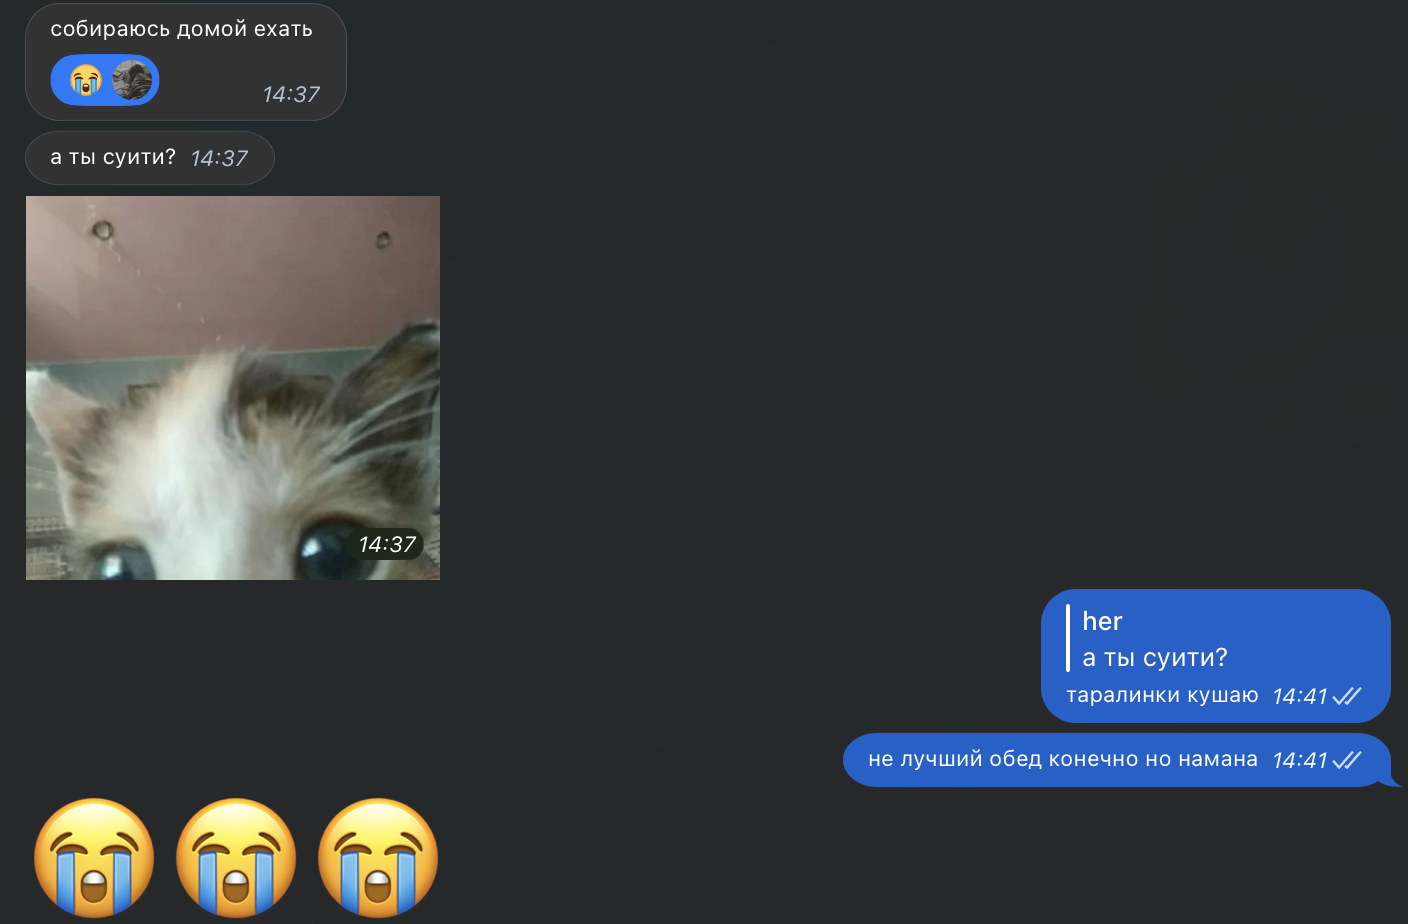 собираюсь домой ехать
😭
14:37
а ты суити? 14:37
14:37
her
а ты суити?
таралинки кушаю 14:41
не лучший обед конечно но намана 14:41
😭😭😭